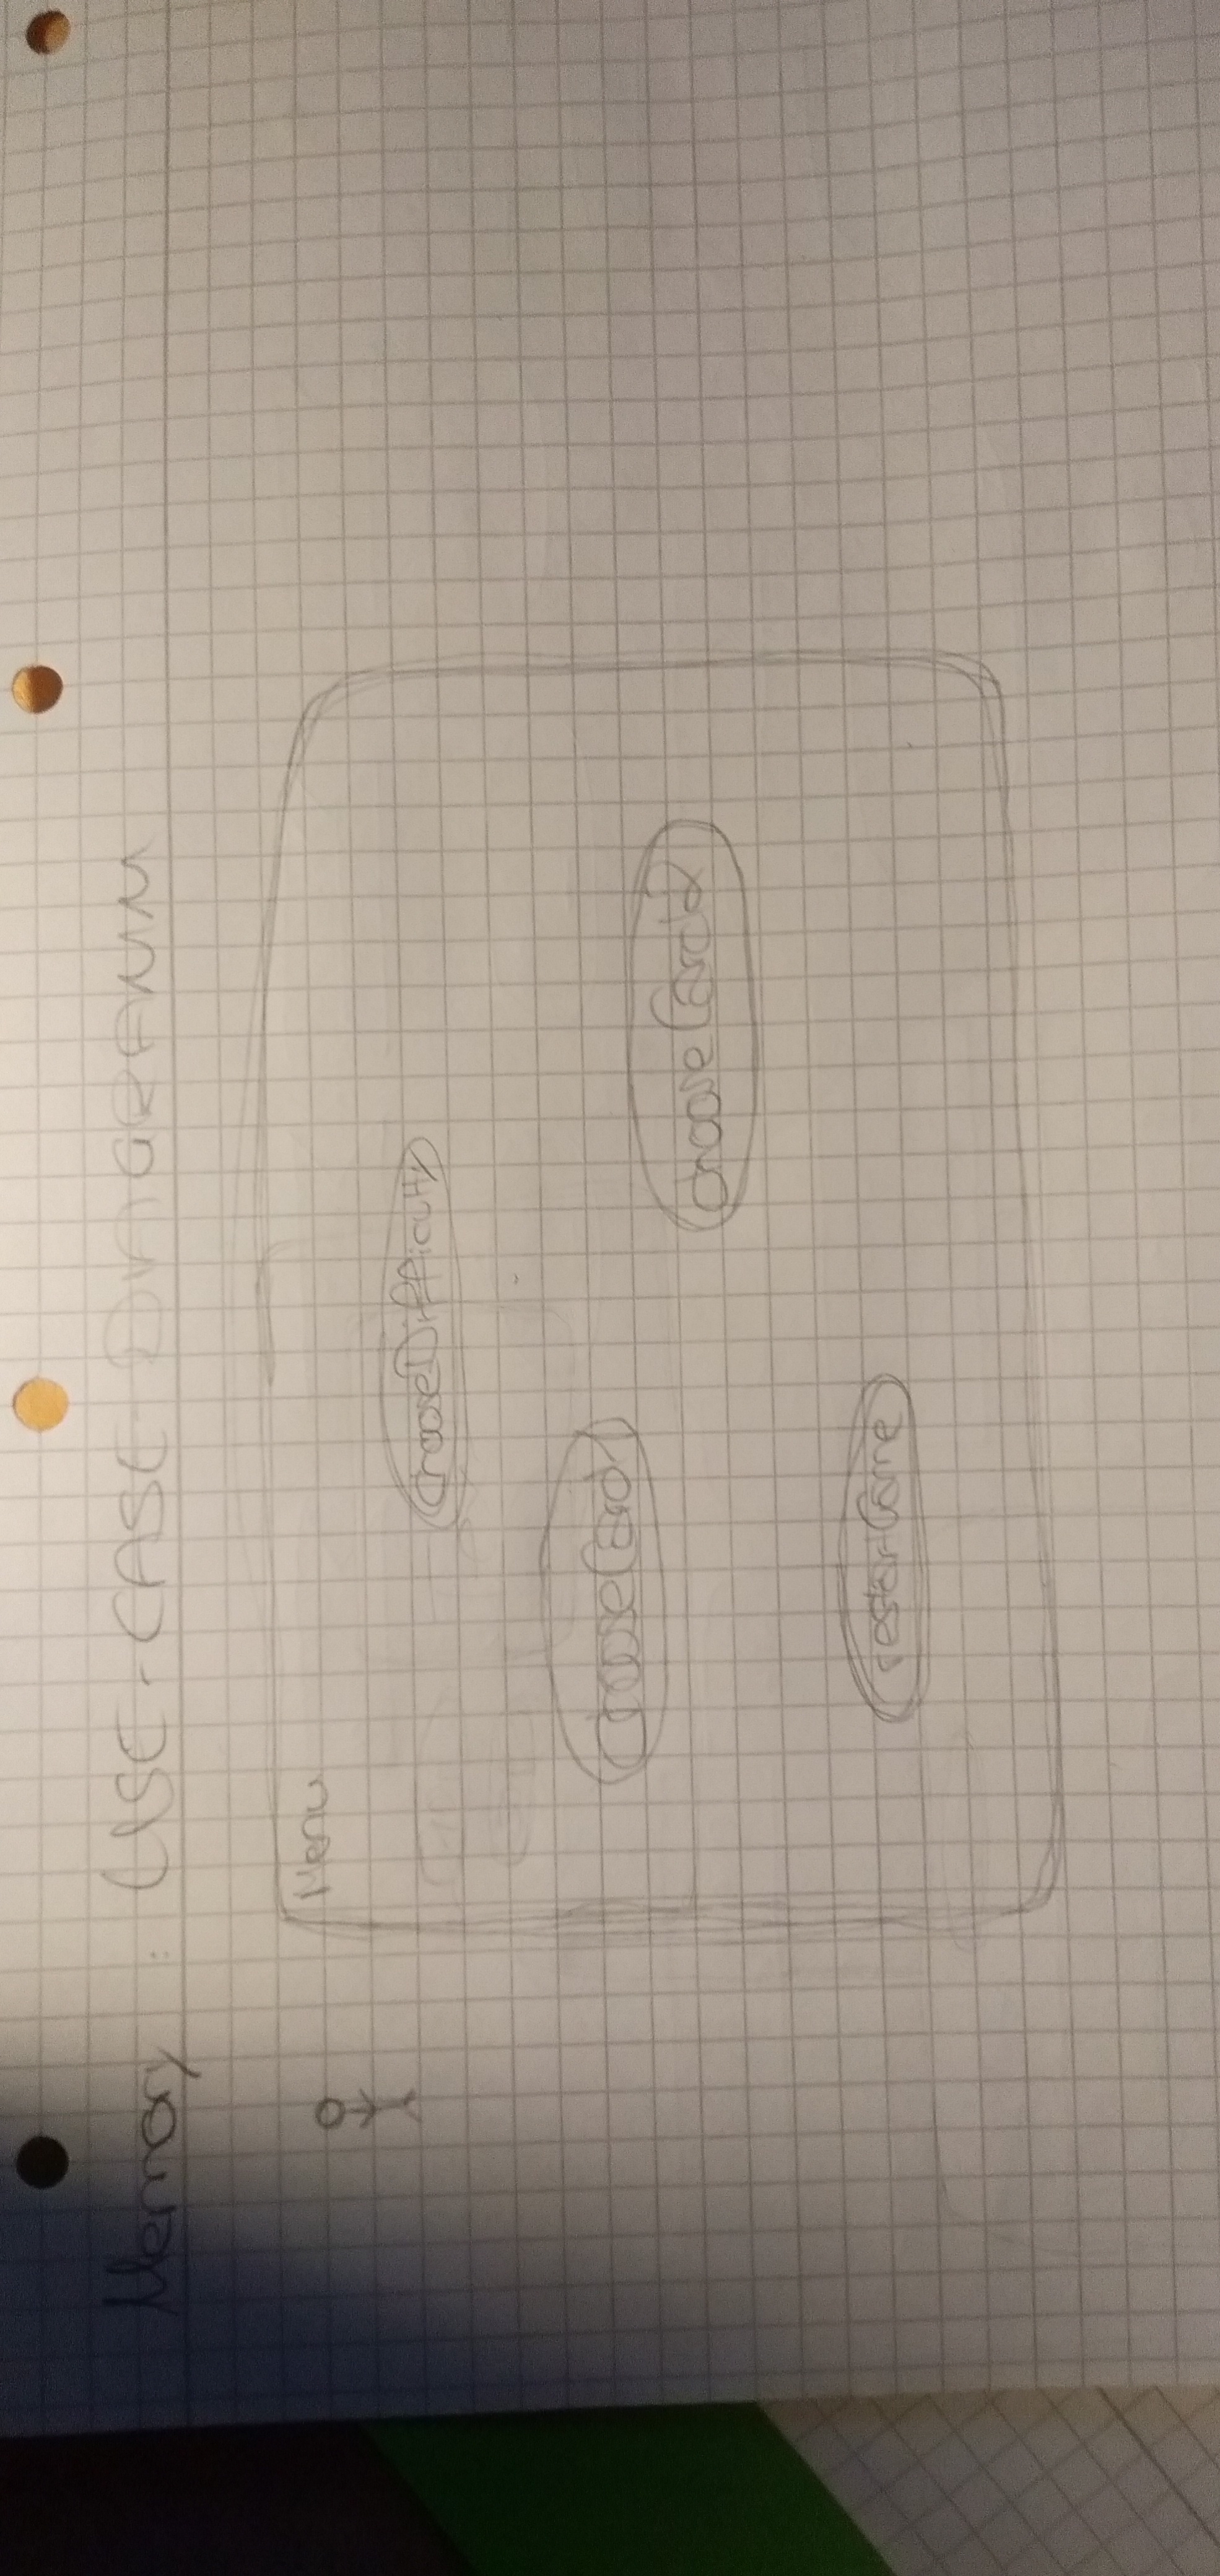 Memory : USE-CASE DIAGRAMM
Menu
chooseDifficulty
chooseCard1
chooseCard2
restartGame